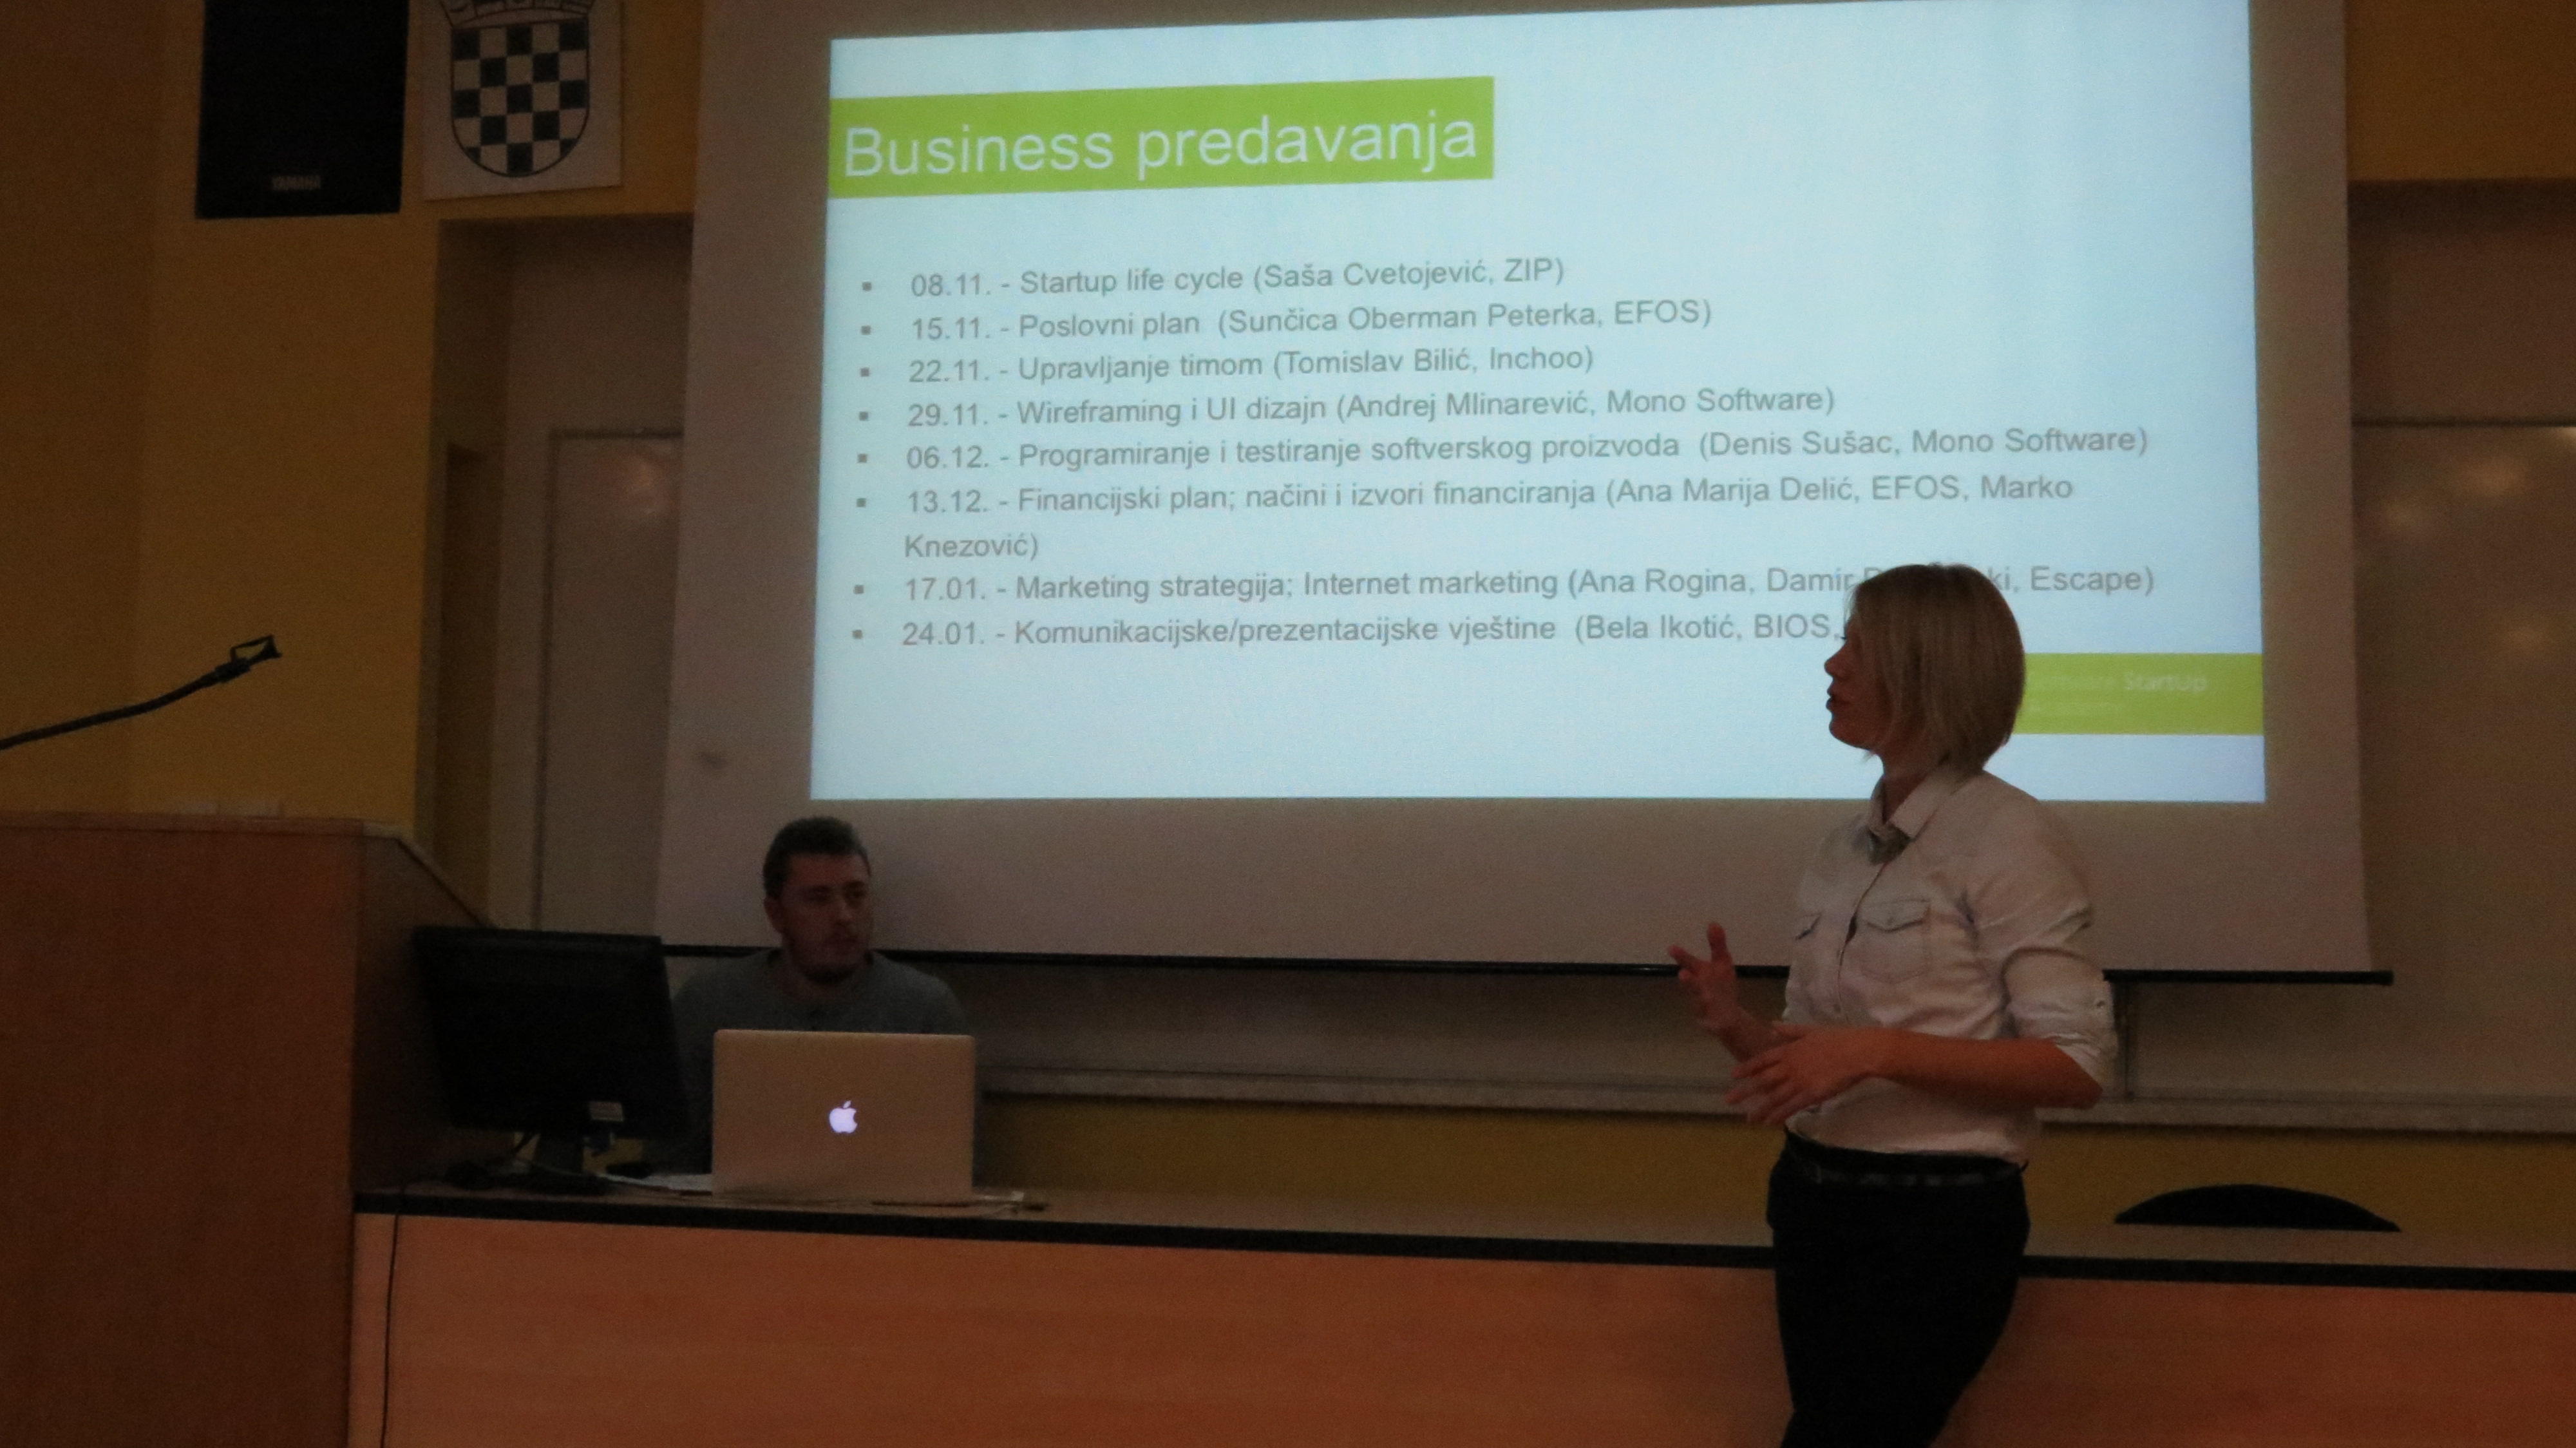 YAMAHA
Business predavanja
08.11. - Startup life cycle (Saša Cvetojević, ZIP)
15.11. - Poslovni plan (Sunčica Oberman Peterka, EFOS)
22.11. - Upravljanje timom (Tomislav Bilić, Inchoo)
29.11. - Wireframing i UI dizajn (Andrej Mlinarević, Mono Software)
06.12. - Programiranje i testiranje softverskog proizvoda (Denis Sušac, Mono Software)
13.12. - Financijski plan; načini i izvori financiranja (Ana Marija Delić, EFOS, Marko
Knezović)
17.01. - Marketing strategija; Internet marketing (Ana Rogina, Damir Escape)
24.01. - Komunikacijske/prezentacijske vještine (Bela Ikotić, BIOS,
StartUp